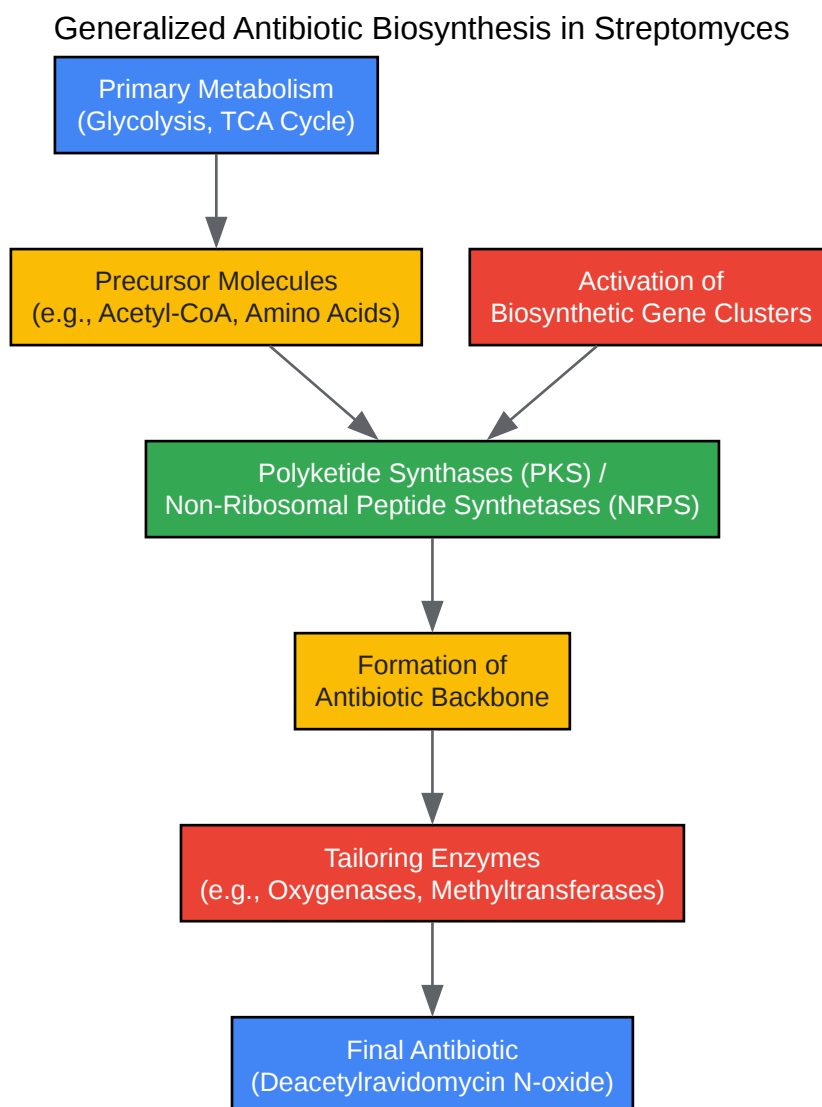 Generalized Antibiotic Biosynthesis in Streptomyces
Primary Metabolism
(Glycolysis, TCA Cycle)
Precursor Molecules
(e.g., Acetyl-CoA, Amino Acids)
Activation of
Biosynthetic Gene Clusters
Polyketide Synthases (PKS) /
Non-Ribosomal Peptide Synthetases (NRPS)
Formation of
Antibiotic Backbone
Tailoring Enzymes
(e.g., Oxygenases, Methyltransferases)
Final Antibiotic
(Deacetylravidomycin N-oxide)